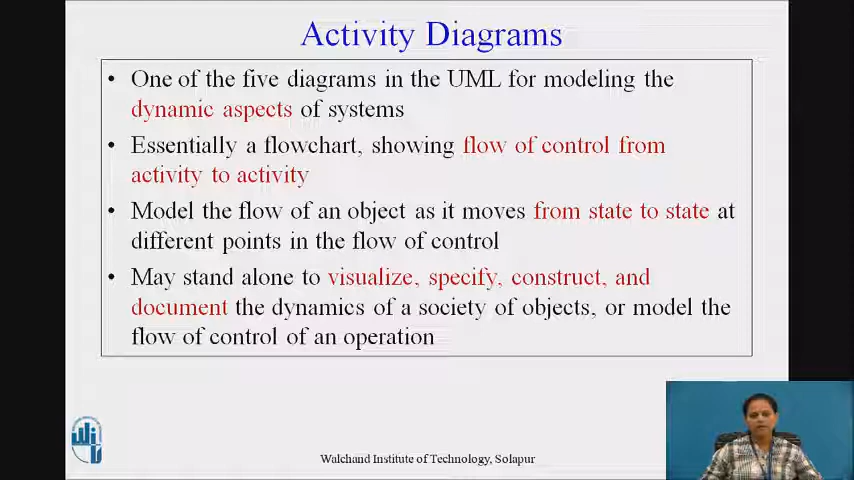 Activity Diagrams
• One of the five diagrams in the UML for modeling the
dynamic aspects of systems
• Essentially a flowchart, showing flow of control from
activity to activity
• Model the flow of an object as it moves from state to state at
different points in the flow of control
• May stand alone to visualize, specify, construct, and
document the dynamics of a society of objects, or model the
flow of control of an operation
Walchand Institute of Technology, Solapur